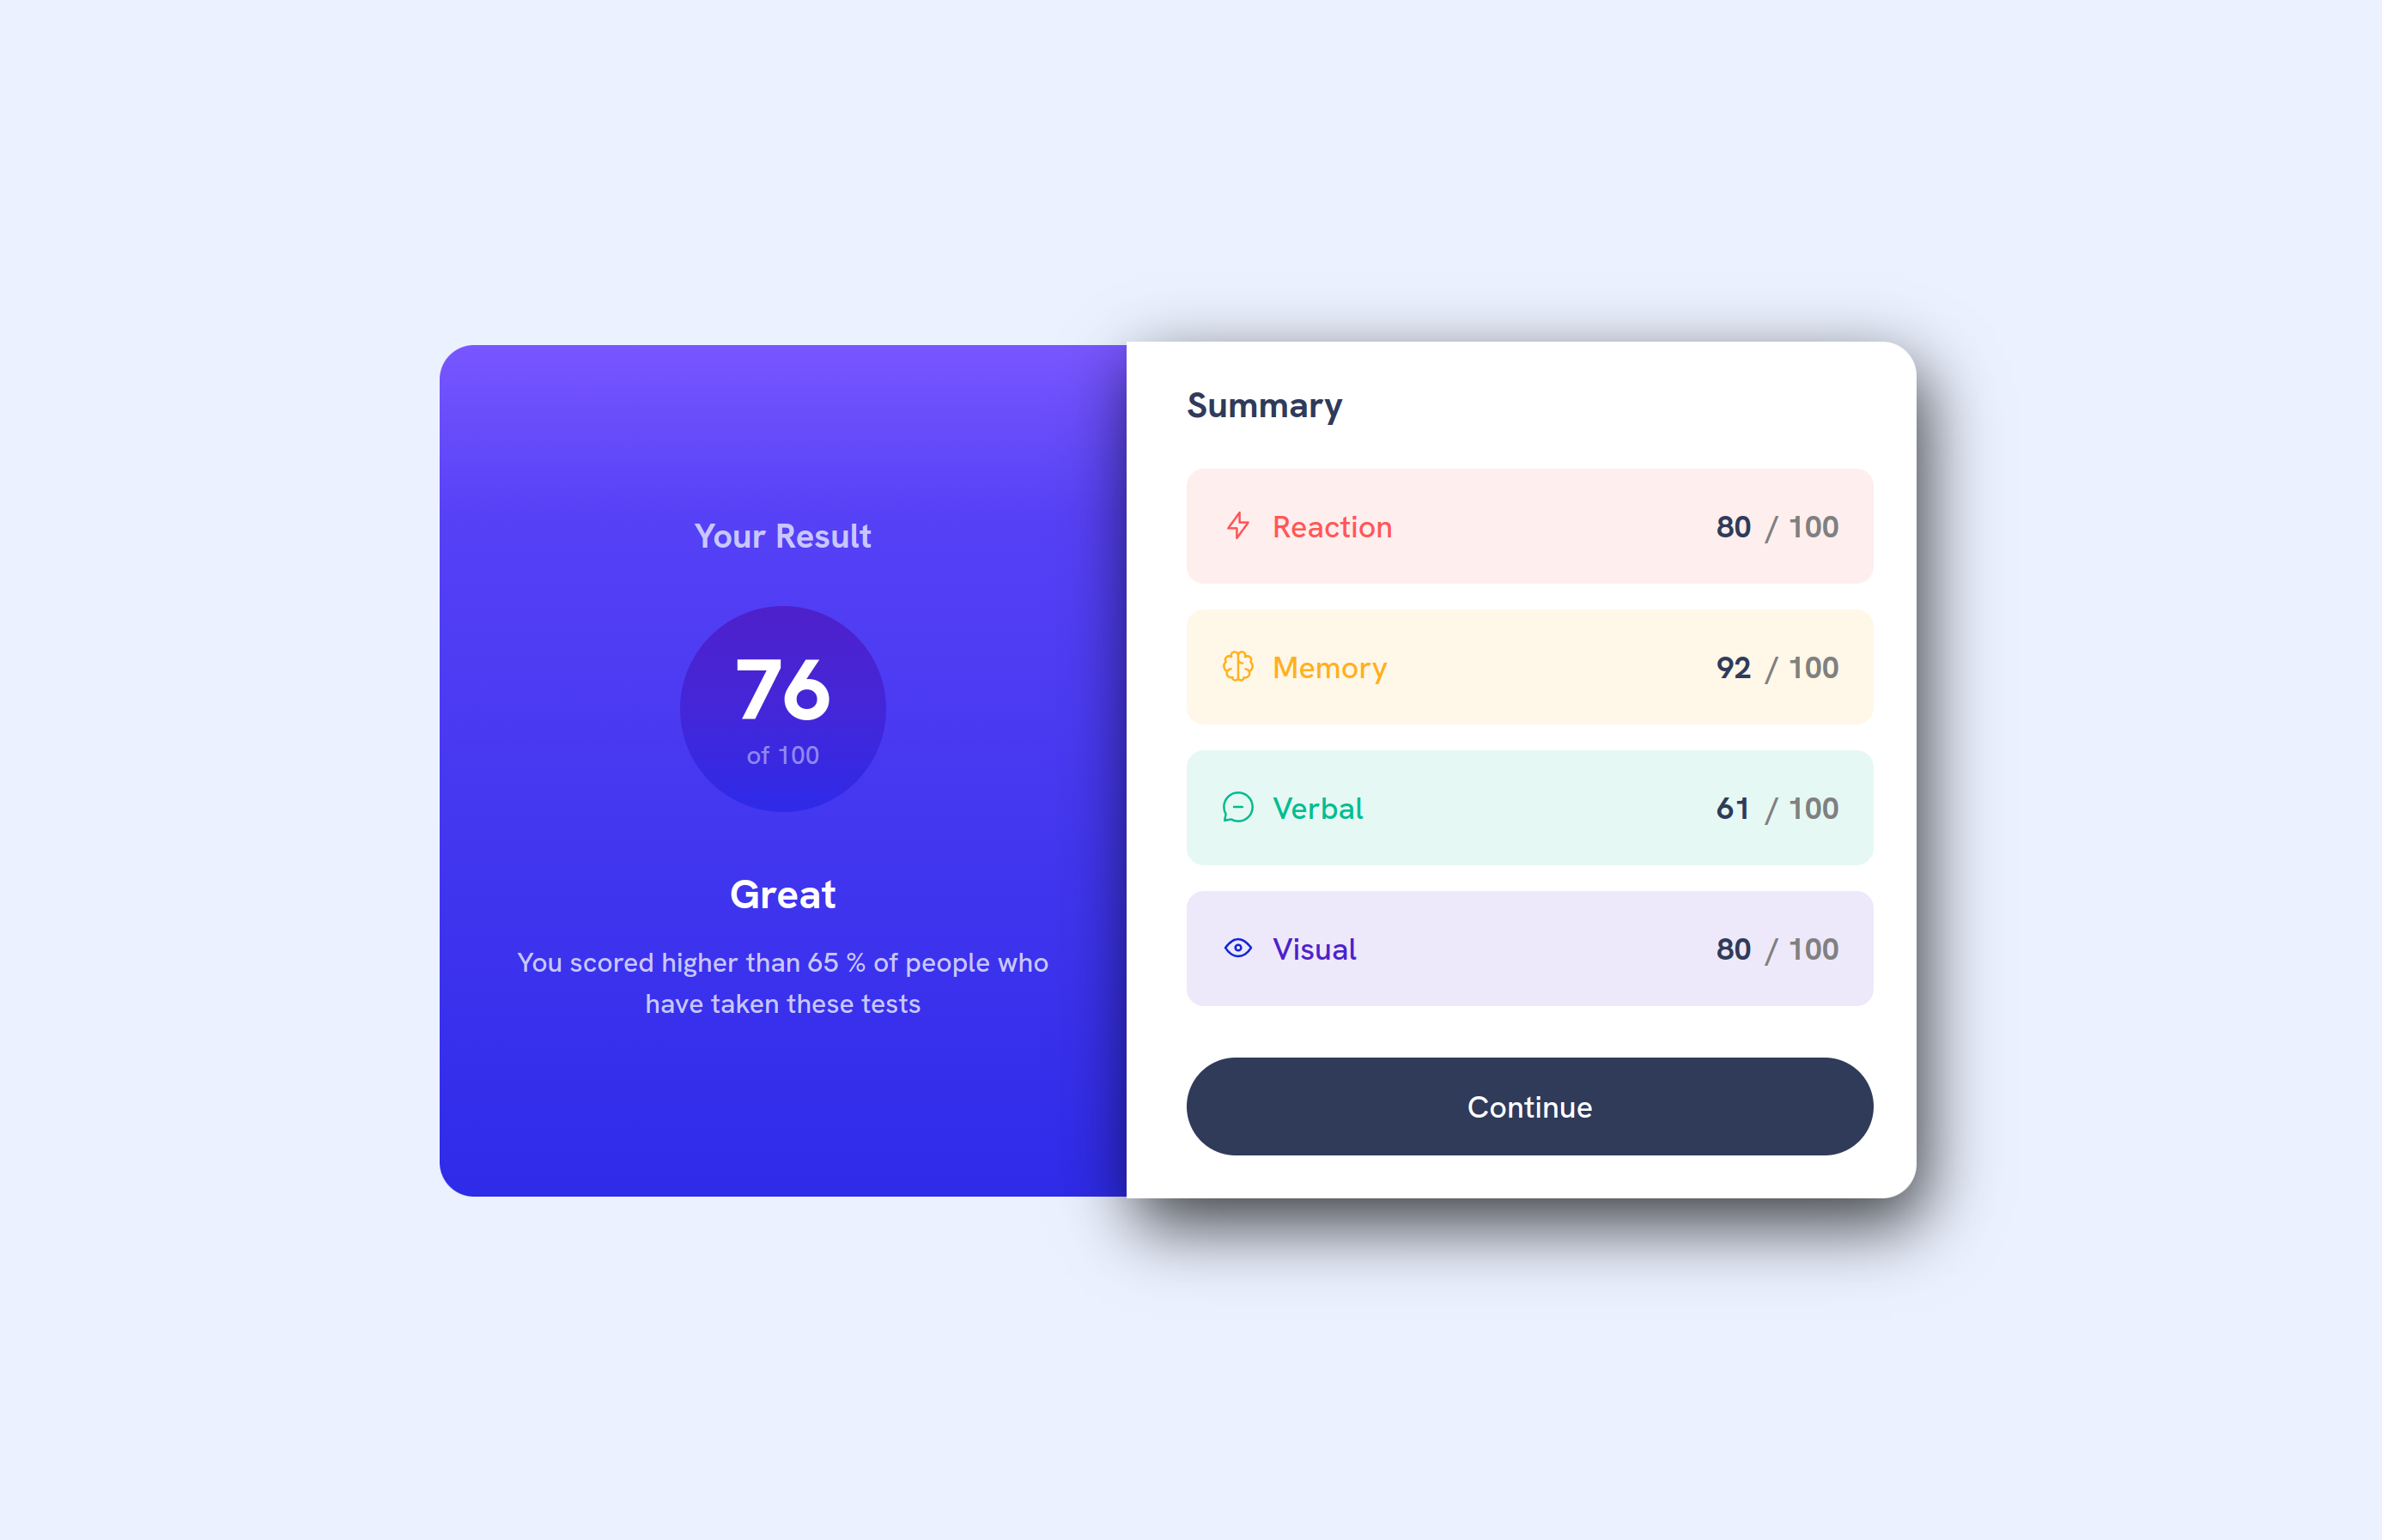 Your Result
76
of 100
Great
You scored higher than 65 % of people who
have taken these tests
Summary
Reaction 80 / 100
Memory 92 / 100
Verbal 61 / 100
Visual 80 / 100
Continue